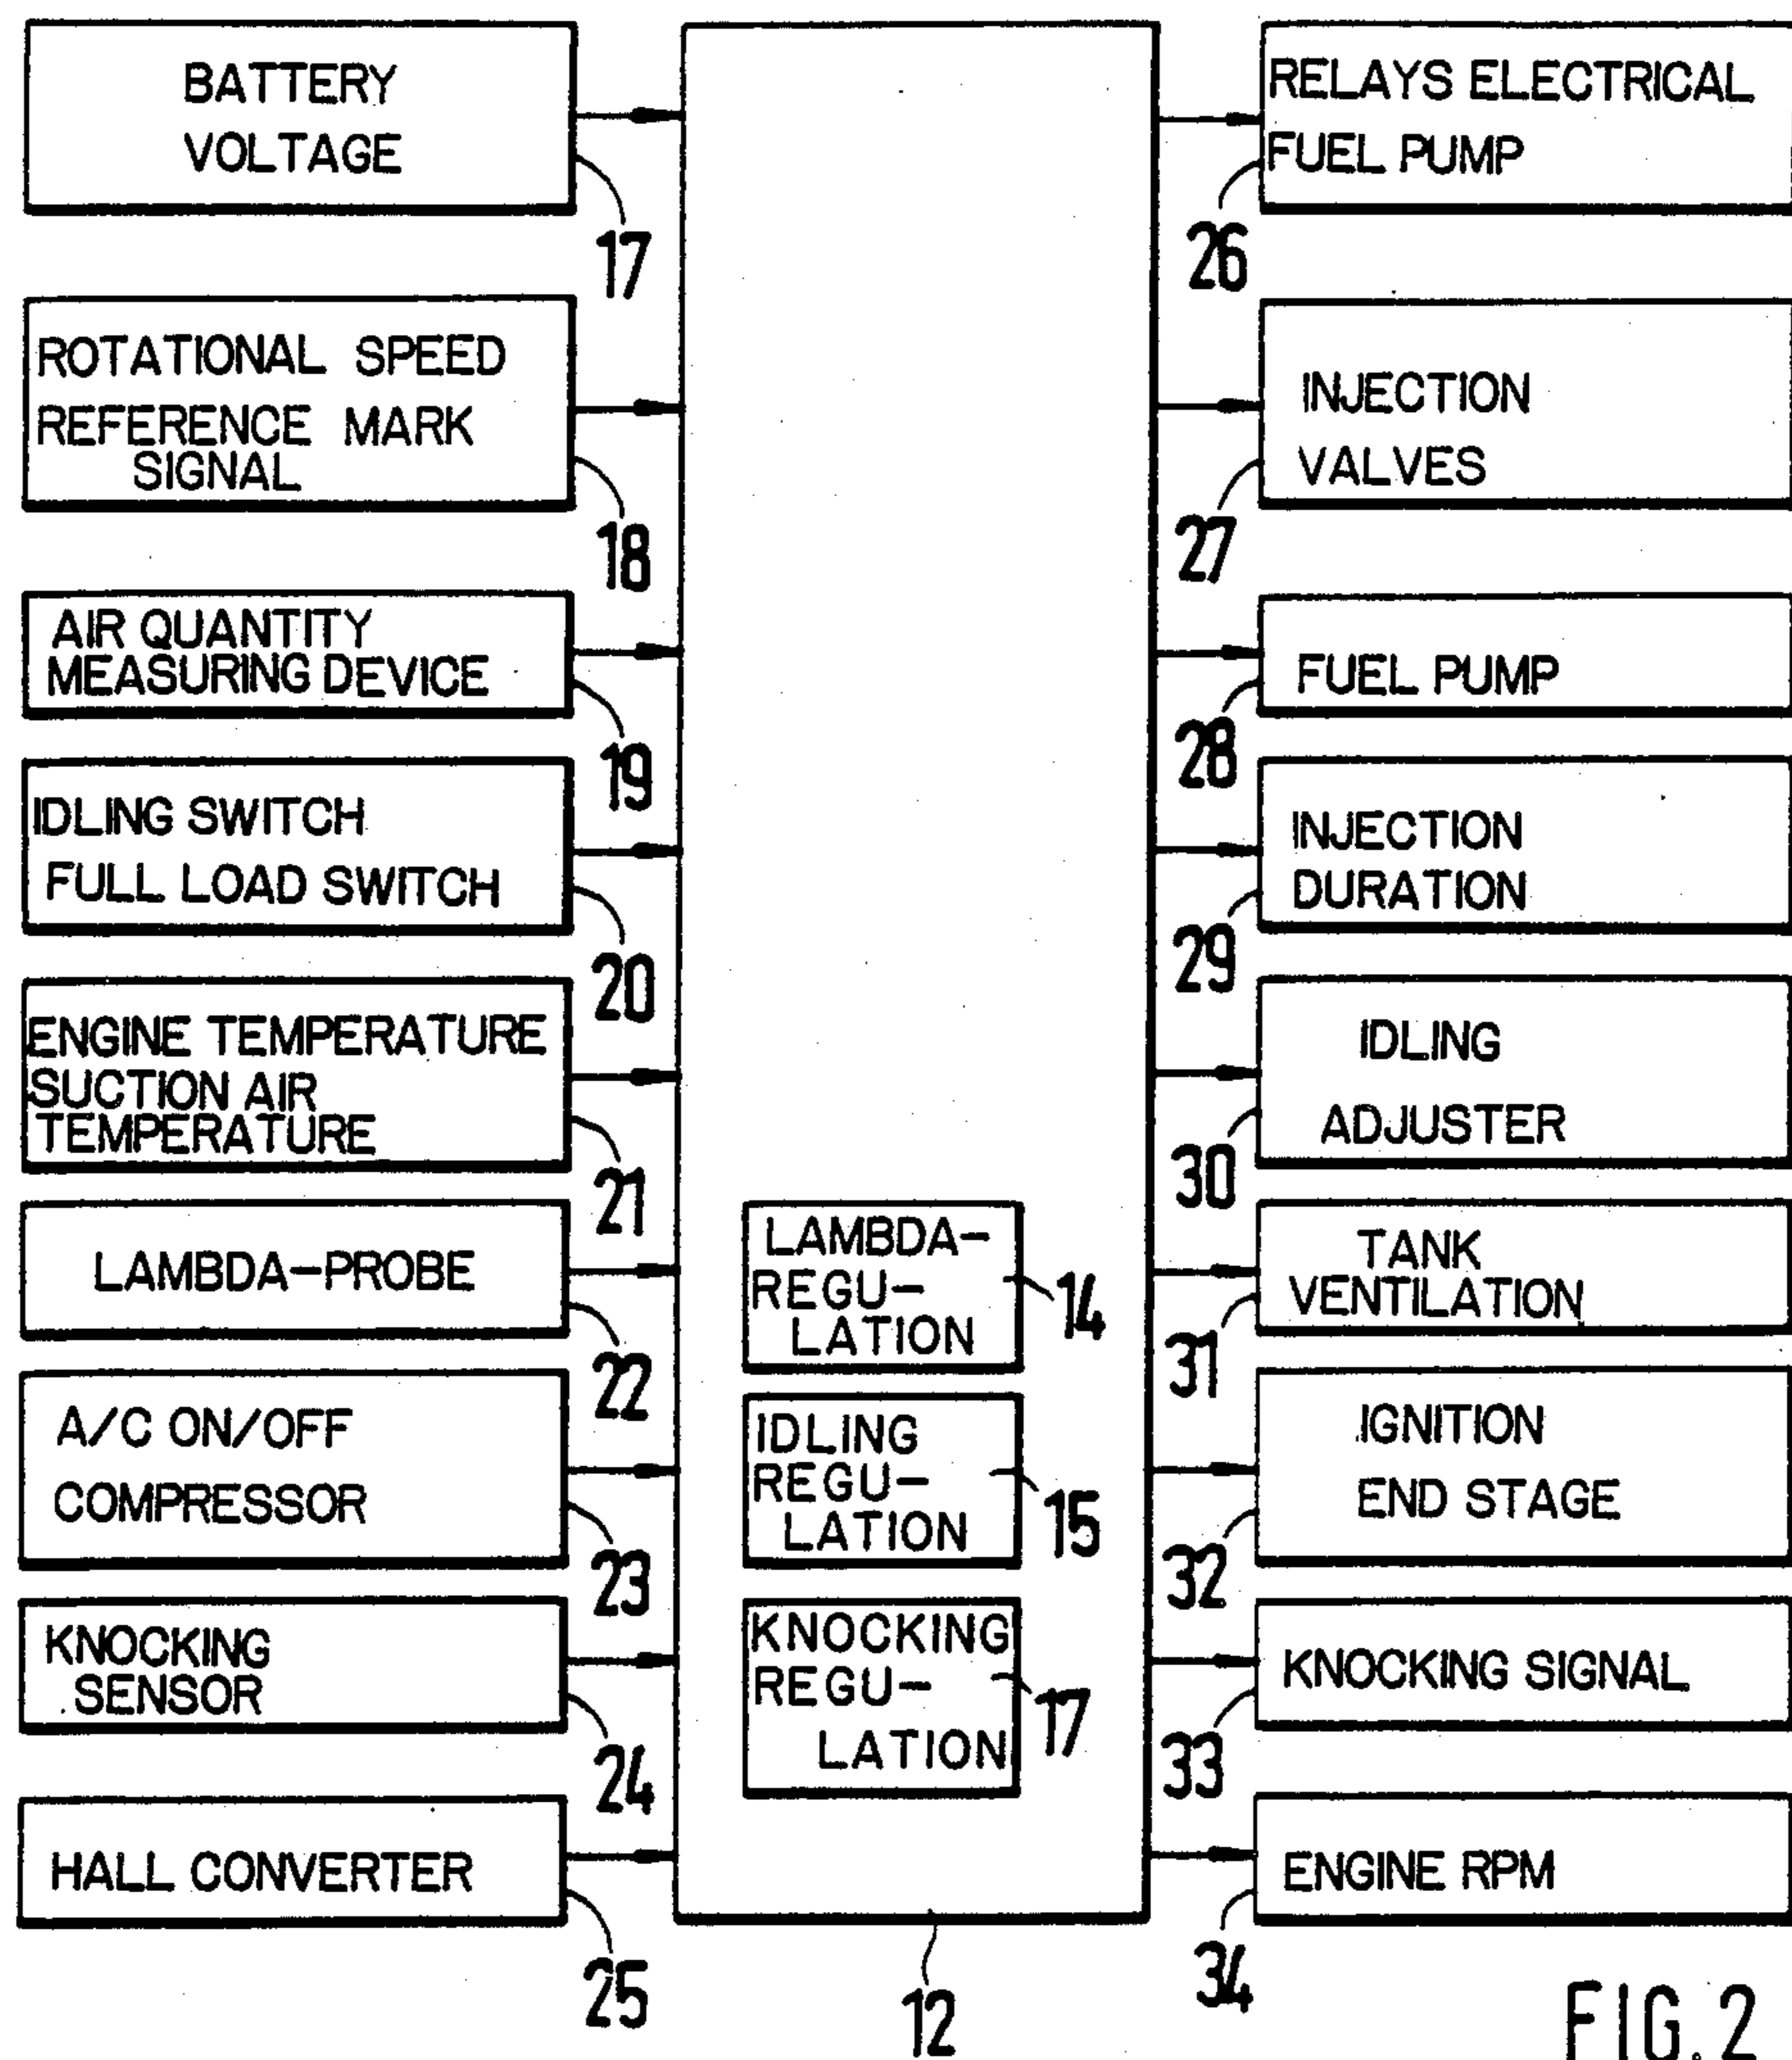 BATTERY
VOLTAGE
17
ROTATIONAL SPEED
REFERENCE MARK
SIGNAL
18
AIR QUANTITY
MEASURING DEVICE
19
IDLING SWITCH
FULL LOAD SWITCH
20
ENGINE TEMPERATURE
SUCTION AIR
TEMPERATURE
21
LAMBDA-PROBE
22
A/C ON/OFF
COMPRESSOR
23
KNOCKING
SENSOR
24
HALL CONVERTER
25
LAMBDA-
REGU-
LATION
14
IDLING
REGU-
LATION
15
KNOCKING
REGU-
LATION
17
12
RELAYS ELECTRICAL
FUEL PUMP
26
INJECTION
VALVES
27
FUEL PUMP
28
INJECTION
DURATION
29
IDLING
ADJUSTER
30
TANK
VENTILATION
31
IGNITION
END STAGE
32
KNOCKING SIGNAL
33
ENGINE RPM
34
FIG. 2